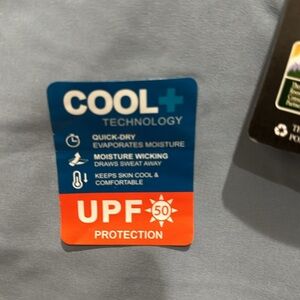 COOL+
TECHNOLOGY
QUICK-DRY
EVAPORATES MOISTURE
MOISTURE WICKING
DRAWS SWEAT AWAY
KEEPS SKIN COOL &
COMFORTABLE
UPF 50
PROTECTION